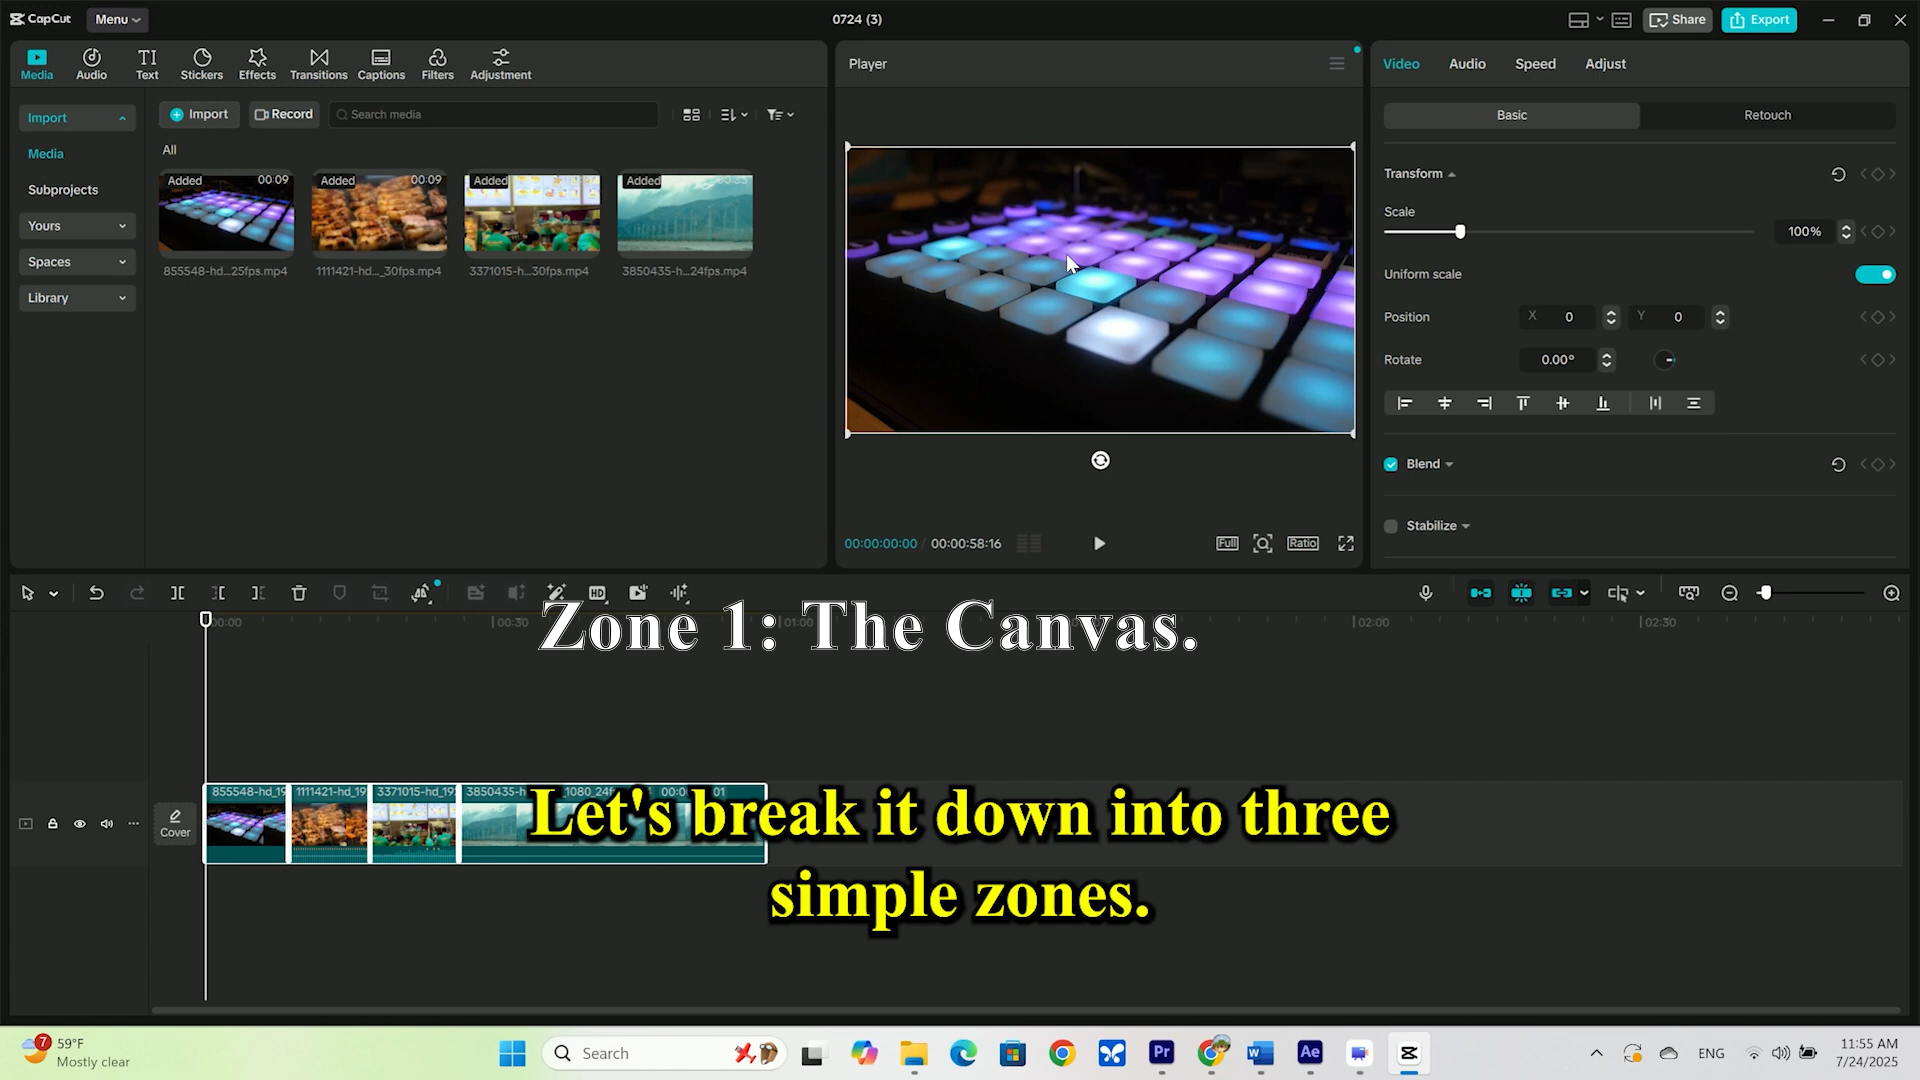 CapCut
Menu
0724 (3)
Share
Export
Media
Audio
Text
Stickers
Effects
Transitions
Captions
Filters
Adjustment
Player
Video
Audio
Speed
Adjust
Import
Media
Subprojects
Yours
Spaces
Library
Import
Record
Search media
All
Added
00:09
Added
00:09
Added
Added
855548-hd...25fps.mp4
1111421-hd..._30fps.mp4
3371015-h...30fps.mp4
3850435-h...24fps.mp4
Basic
Retouch
Transform
Scale
100%
Uniform scale
Position
X 0
Y 0
Rotate
0.00°
Blend
Stabilize
00:00:00:00 / 00:00:58:16
Full
Ratio
HD
00:00
00:30
01:00
02:00
02:30
Zone 1: The Canvas.
Cover
855548-hd_19
1111421-hd_19
3371015-hd_19
3850435-h
_1080_24f
Let's break it down into three
simple zones.
7
59°F
Mostly clear
Search
Pr
Ae
ENG
11:55 AM
7/24/2025